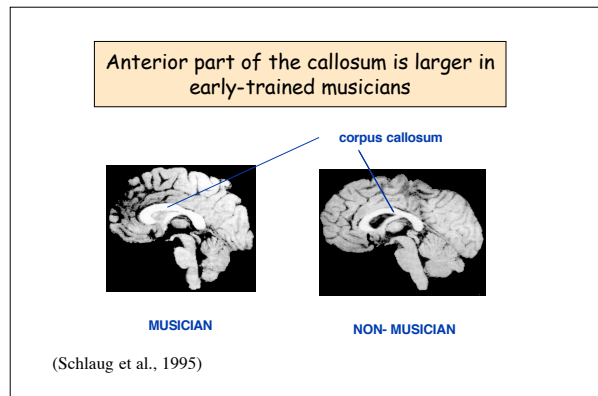 Anterior part of the callosum is larger in
early-trained musicians
corpus callosum
MUSICIAN
NON- MUSICIAN
(Schlaug et al., 1995)